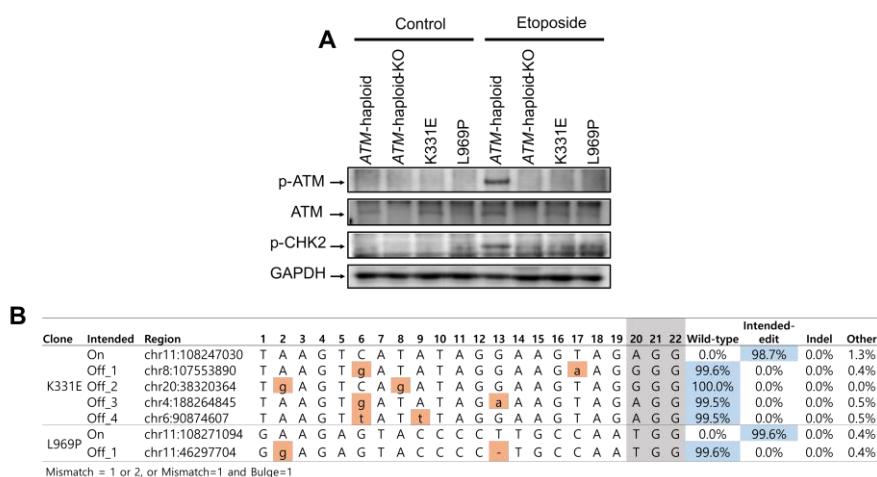 A
Control Etoposide
ATM-haploid ATM-haploid-KO K331E L969P ATM-haploid ATM-haploid-KO K331E L969P
p-ATM
ATM
p-CHK2
GAPDH
B
Clone Intended Region 1 2 3 4 5 6 7 8 9 10 11 12 13 14 15 16 17 18 19 20 21 22 Wild-type Intended-edit Indel Other
K331E On chr11:108247030 T A A G T C A T A T A G G A A G T A G A G G 0.0% 98.7% 0.0% 1.3%
Off_1 chr8:107553890 T A A G T g A T A T A G G A A G a A G G G G 99.6% 0.0% 0.0% 0.4%
Off_2 chr20:38320364 T g A G T C A g A T A G G A A G T A G G G G 100.0% 0.0% 0.0% 0.0%
Off_3 chr4:188264845 T A A G T g A T A T A G a A A G T A G A G G 99.5% 0.0% 0.0% 0.5%
Off_4 chr6:90874607 T A A G T t A T t T A G G A A G T A G A G G 99.5% 0.0% 0.0% 0.5%
L969P On chr11:108271094 G A A G A G T A C C C C T T G C C A A T G G 0.0% 99.6% 0.0% 0.4%
Off_1 chr11:46297704 G g A G A G T A C C C C - T G C C A A T G G 99.6% 0.0% 0.0% 0.4%
Mismatch = 1 or 2, or Mismatch=1 and Bulge=1